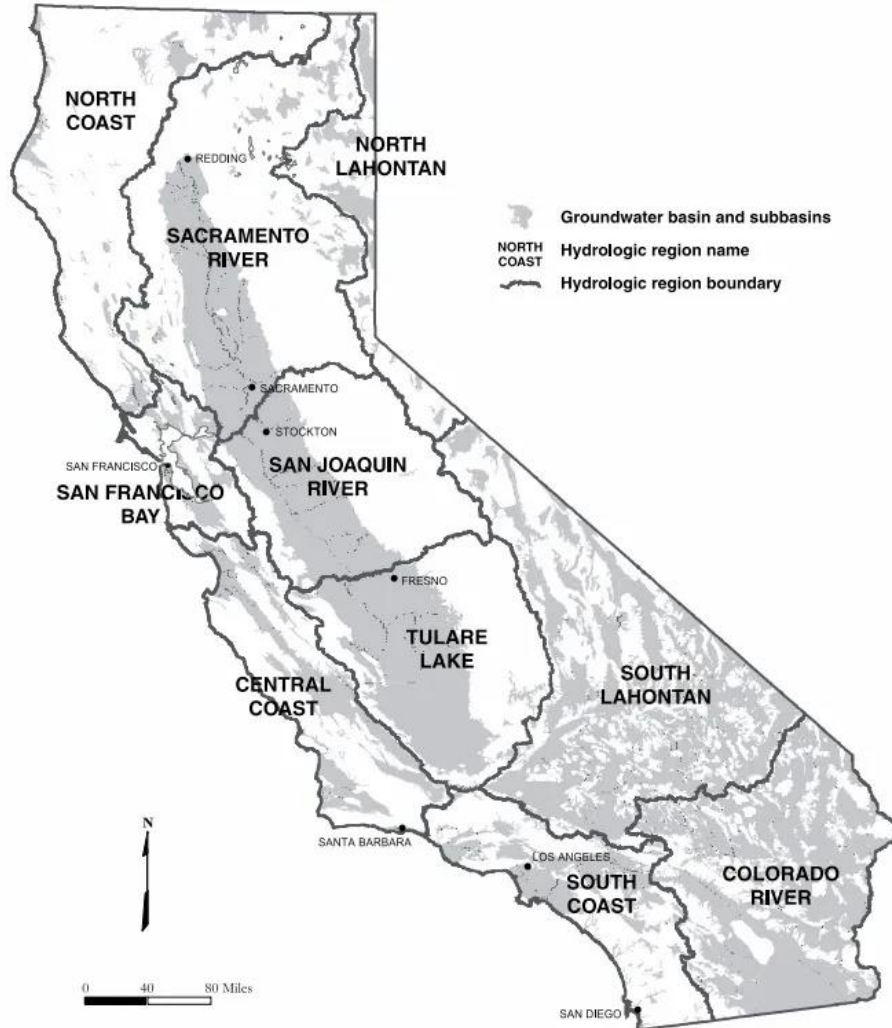 NORTH
COAST
REDDING
NORTH
LAHONTAN
SACRAMENTO
RIVER
Groundwater basin and subbasins
NORTH
COAST
Hydrologic region name
Hydrologic region boundary
SACRAMENTO
STOCKTON
SAN JOAQUIN
RIVER
SAN FRANCISCO
SAN FRANCISCO
BAY
FRESNO
TULARE
LAKE
SOUTH
LAHONTAN
CENTRAL
COAST
N
SANTA BARBARA
LOS ANGELES
SOUTH
COAST
COLORADO
RIVER
0 40 80 Miles
SAN DIEGO